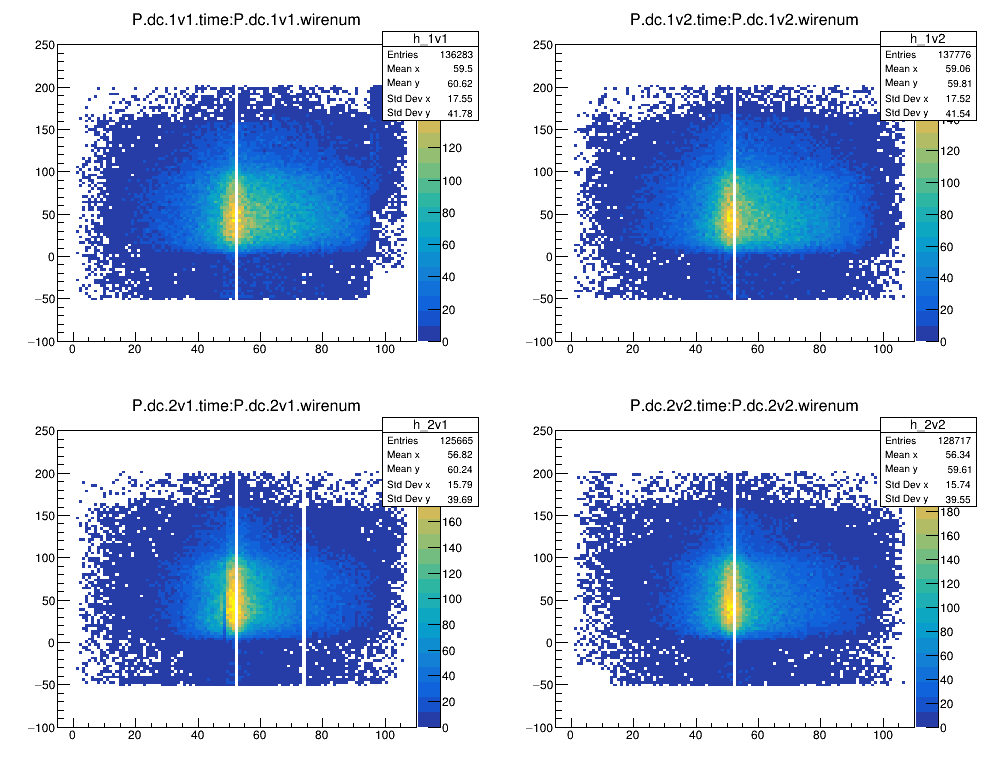 P.dc.1v1.time:P.dc.1v1.wirenum
h_1v1
Entries 136283
Mean x 59.5
Mean y 60.62
Std Dev x 17.55
Std Dev y 41.78
250
200
150
100
50
0
−50
−100
0 20 40 60 80 100
120
100
80
60
40
20
0
P.dc.1v2.time:P.dc.1v2.wirenum
h_1v2
Entries 137776
Mean x 59.06
Mean y 59.81
Std Dev x 17.52
Std Dev y 41.54
250
200
150
100
50
0
−50
−100
0 20 40 60 80 100
140
120
100
80
60
40
20
0
P.dc.2v1.time:P.dc.2v1.wirenum
h_2v1
Entries 125665
Mean x 56.82
Mean y 60.24
Std Dev x 15.79
Std Dev y 39.69
250
200
150
100
50
0
−50
−100
0 20 40 60 80 100
160
140
120
100
80
60
40
20
0
P.dc.2v2.time:P.dc.2v2.wirenum
h_2v2
Entries 128717
Mean x 56.34
Mean y 59.61
Std Dev x 15.74
Std Dev y 39.55
250
200
150
100
50
0
−50
−100
0 20 40 60 80 100
180
160
140
120
100
80
60
40
20
0